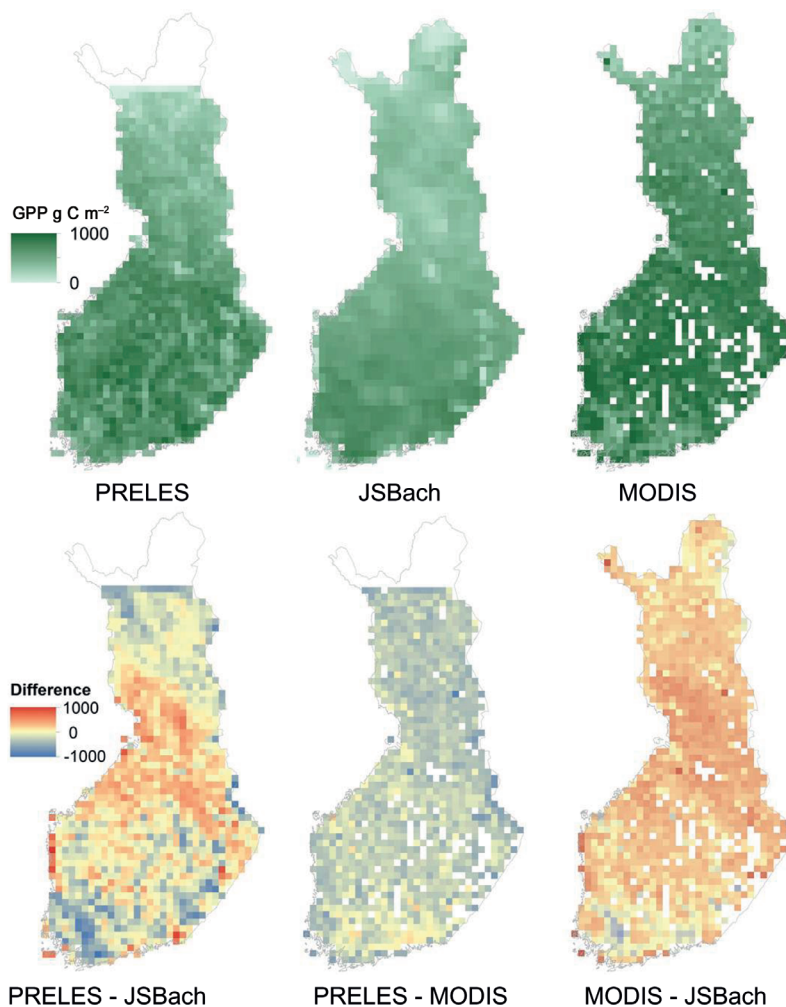 GPP g C m⁻²
1000
0
PRELES JSBach MODIS
Difference
1000
0
-1000
PRELES - JSBach PRELES - MODIS MODIS - JSBach